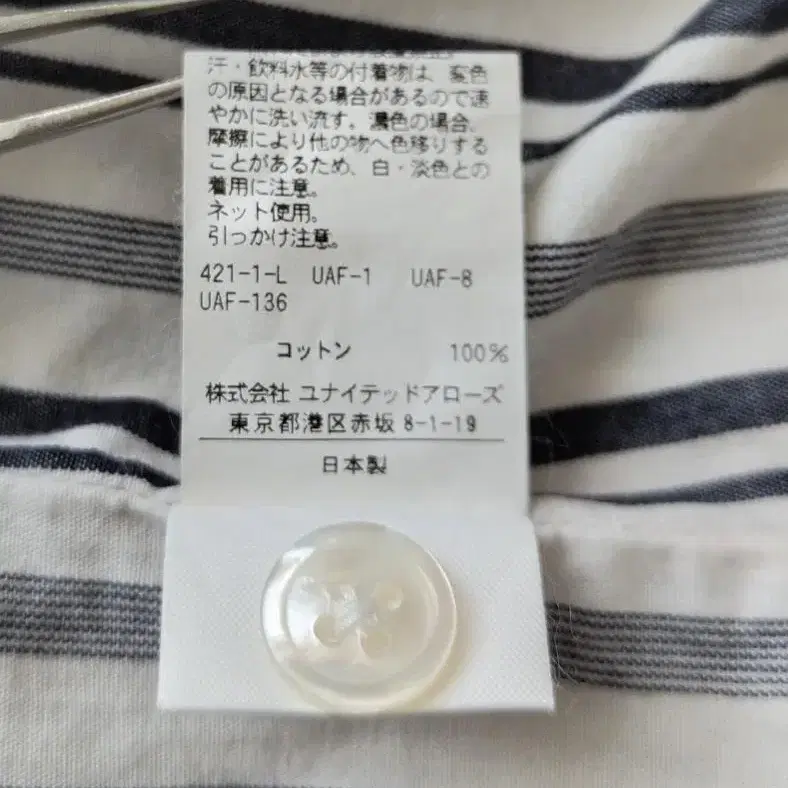 汗・飲料水等の付着物は、変色
の原因となる場合があるので速
やかに洗い流す。濃色の場合、
摩擦により他の物へ色移りする
ことがあるため、白・淡色との
着用に注意。
ネット使用。
引っかけ注意。
421-1-L UAF-1 UAF-8
UAF-136
コットン 100%
株式会社 ユナイテッドアローズ
東京都港区赤坂 8-1-19
日本製